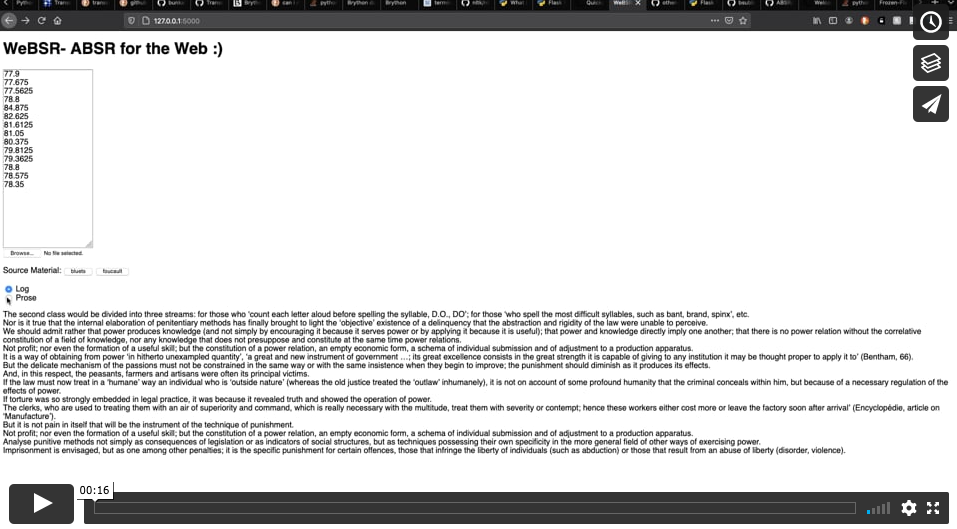 127.0.0.1:5000
WeBSR- ABSR for the Web :)
77.9
77.675
77.5625
78.8
84.875
82.625
81.6125
81.05
80.375
79.8125
79.3625
78.8
78.575
78.35
Browse... No file selected.
Source Material: bluets foucault
Log
Prose
The second class would be divided into three streams: for those who 'count each letter aloud before spelling the syllable, D.O., DO'; for those 'who spell the most difficult syllables, such as bant, brand, spinx', etc.
Nor is it true that the internal elaboration of penitentiary methods has finally brought to light the 'objective' existence of a delinquency that the abstraction and rigidity of the law were unable to perceive.
We should admit rather that power produces knowledge (and not simply by encouraging it because it serves power or by applying it because it is useful); that power and knowledge directly imply one another; that there is no power relation without the correlative
constitution of a field of knowledge, nor any knowledge that does not presuppose and constitute at the same time power relations.
Not profit; nor even the formation of a useful skill; but the constitution of a power relation, an empty economic form, a schema of individual submission and of adjustment to a production apparatus.
It is a way of obtaining from power 'in hitherto unexampled quantity', 'a great and new instrument of government ...; its great excellence consists in the great strength it is capable of giving to any institution it may be thought proper to apply it to' (Bentham, 66).
But the delicate mechanism of the passions must not be constrained in the same way or with the same insistence when they begin to improve; the punishment should diminish as it produces its effects.
And, in this respect, the peasants, farmers and artisans were often its principal victims.
If the law must now treat in a 'humane' way an individual who is 'outside nature' (whereas the old justice treated the 'outlaw' inhumanely), it is not on account of some profound humanity that the criminal conceals within him, but because of a necessary regulation of the
effects of power.
If torture was so strongly embedded in legal practice, it was because it revealed truth and showed the operation of power.
The clerks, who are used to treating them with an air of superiority and command, which is really necessary with the multitude, treat them with severity or contempt; hence these workers either cost more or leave the factory soon after arrival' (Encyclopédie, article on
'Manufacture').
But it is not pain in itself that will be the instrument of the technique of punishment.
Not profit; nor even the formation of a useful skill; but the constitution of a power relation, an empty economic form, a schema of individual submission and of adjustment to a production apparatus.
Analyse punitive methods not simply as consequences of legislation or as indicators of social structures, but as techniques possessing their own specificity in the more general field of other ways of exercising power.
Imprisonment is envisaged, but as one among other penalties; it is the specific punishment for certain offences, those that infringe the liberty of individuals (such as abduction) or those that result from an abuse of liberty (disorder, violence).
00:16